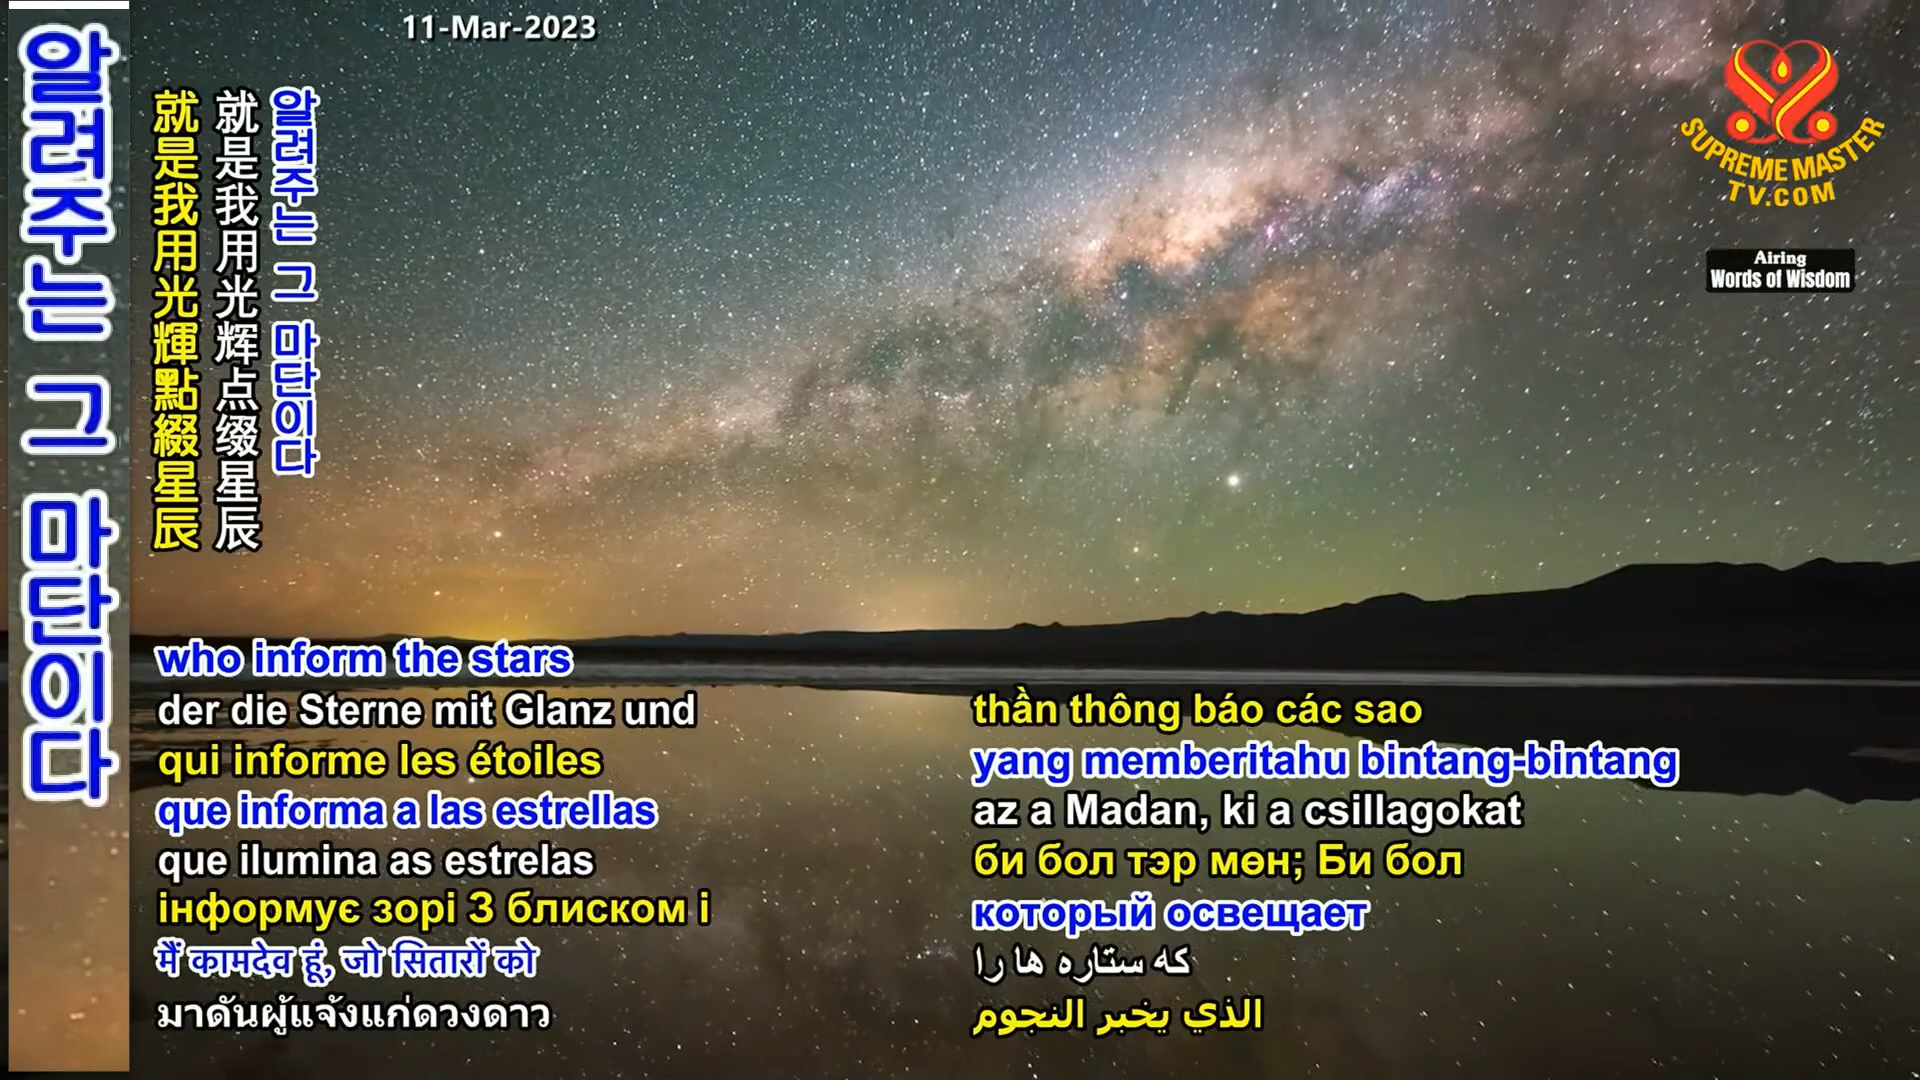 11-Mar-2023
SUPREME MASTER
TV.COM
Airing
Words of Wisdom
알려주는 그 마단이다
就是我用光輝點綴星辰
就是我用光辉点缀星辰
알려주는 그 마단이다
who inform the stars
der die Sterne mit Glanz und
qui informe les étoiles
que informa a las estrellas
que ilumina as estrelas
інформує зорі З блиском і
मैं कामदेव हूं, जो सितारों को
มาดันผู้แจ้งแก่ดวงดาว
thần thông báo các sao
yang memberitahu bintang-bintang
az a Madan, ki a csillagokat
би бол тэр мөн; Би бол
который освещает
که ستاره ها را
الذي يخبر النجوم